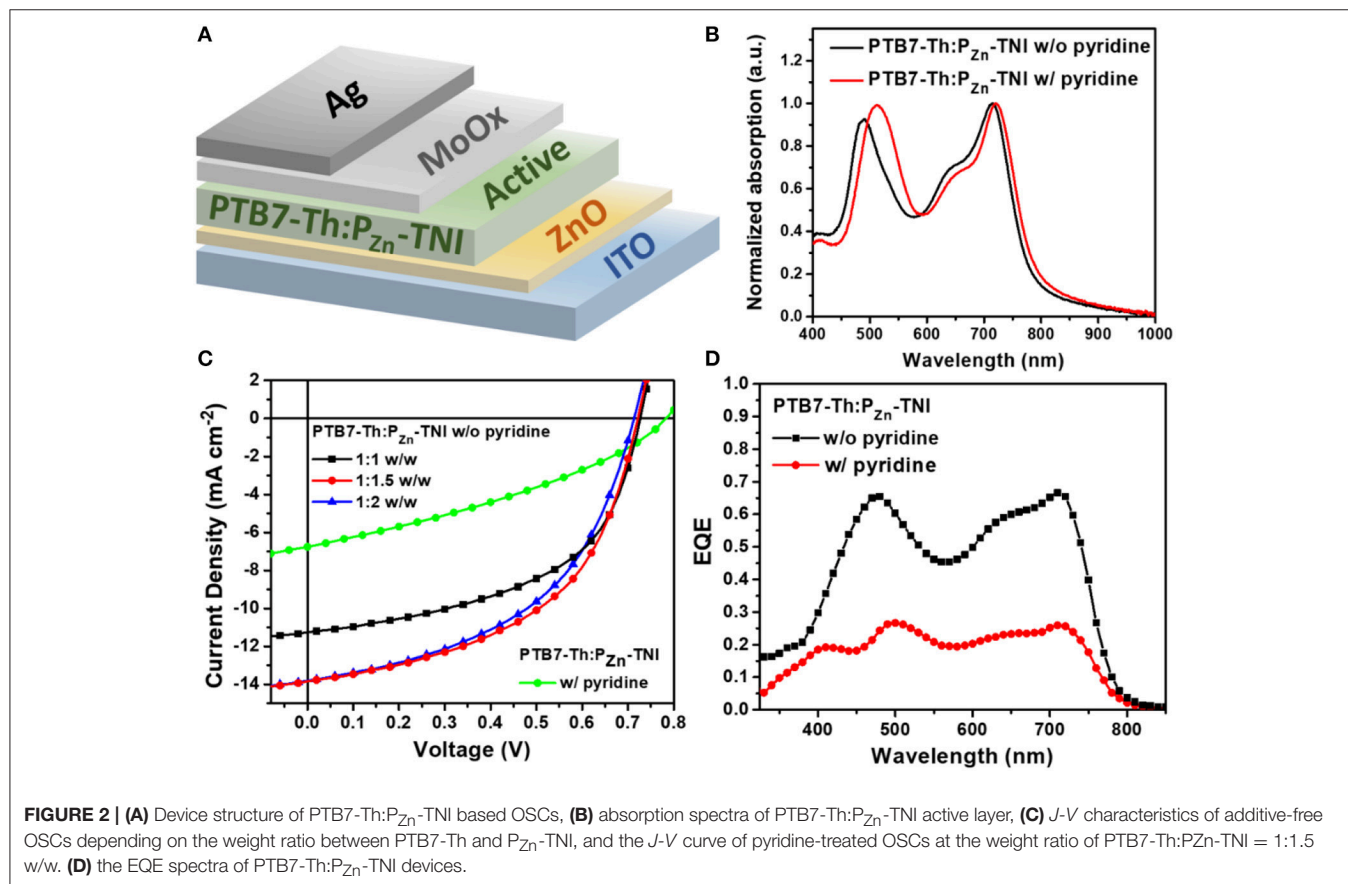 A
Ag
MoOx
Active
PTB7-Th:PZn-TNI
ZnO
ITO
B
PTB7-Th:PZn-TNI w/o pyridine
PTB7-Th:PZn-TNI w/ pyridine
Normalized absorption (a.u.)
1.2
1.0
0.8
0.6
0.4
0.2
0.0
400 500 600 700 800 900 1000
Wavelength (nm)
C
2
0
-2
-4
-6
-8
-10
-12
-14
Current Density (mA cm-2)
PTB7-Th:PZn-TNI w/o pyridine
1:1 w/w
1:1.5 w/w
1:2 w/w
PTB7-Th:PZn-TNI
w/ pyridine
0.0 0.1 0.2 0.3 0.4 0.5 0.6 0.7 0.8
Voltage (V)
D
1.0
0.9
0.8
0.7
0.6
0.5
0.4
0.3
0.2
0.1
0.0
EQE
PTB7-Th:PZn-TNI
w/o pyridine
w/ pyridine
400 500 600 700 800
Wavelength (nm)
FIGURE 2 | (A) Device structure of PTB7-Th:PZn-TNI based OSCs, (B) absorption spectra of PTB7-Th:PZn-TNI active layer, (C) J-V characteristics of additive-free
OSCs depending on the weight ratio between PTB7-Th and PZn-TNI, and the J-V curve of pyridine-treated OSCs at the weight ratio of PTB7-Th:PZn-TNI = 1:1.5
w/w. (D) the EQE spectra of PTB7-Th:PZn-TNI devices.